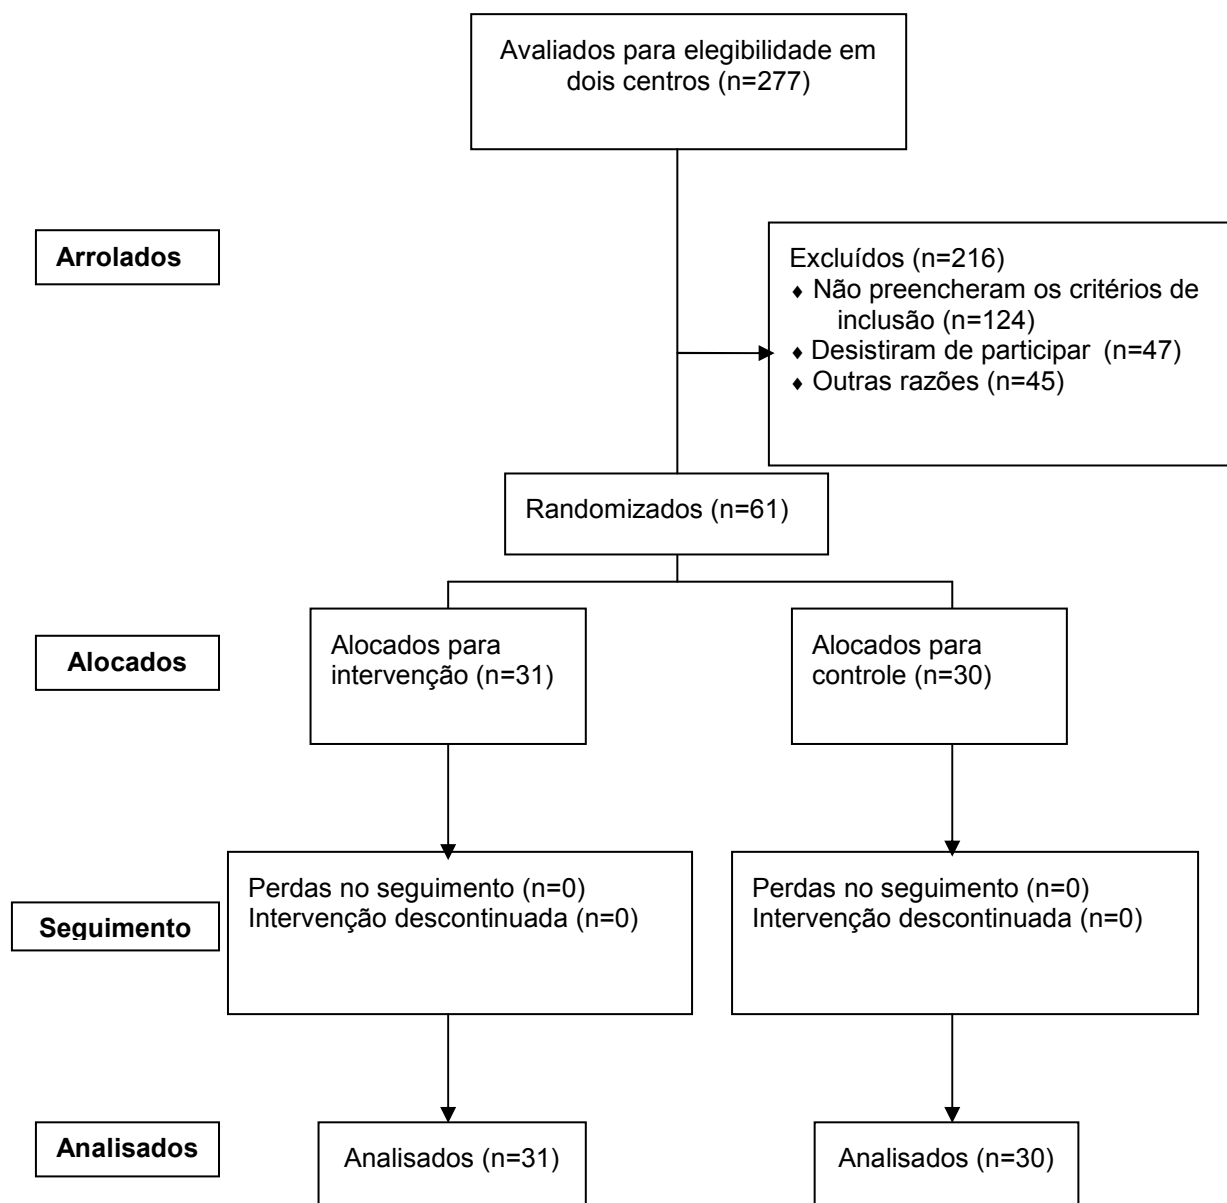 Avaliados para elegibilidade em
dois centros (n=277)
Arrolados
Excluídos (n=216)
♦ Não preencheram os critérios de
inclusão (n=124)
♦ Desistiram de participar (n=47)
♦ Outras razões (n=45)
Randomizados (n=61)
Alocados
Alocados para
intervenção (n=31)
Alocados para
controle (n=30)
Seguimento
Perdas no seguimento (n=0)
Intervenção descontinuada (n=0)
Perdas no seguimento (n=0)
Intervenção descontinuada (n=0)
Analisados
Analisados (n=31)
Analisados (n=30)